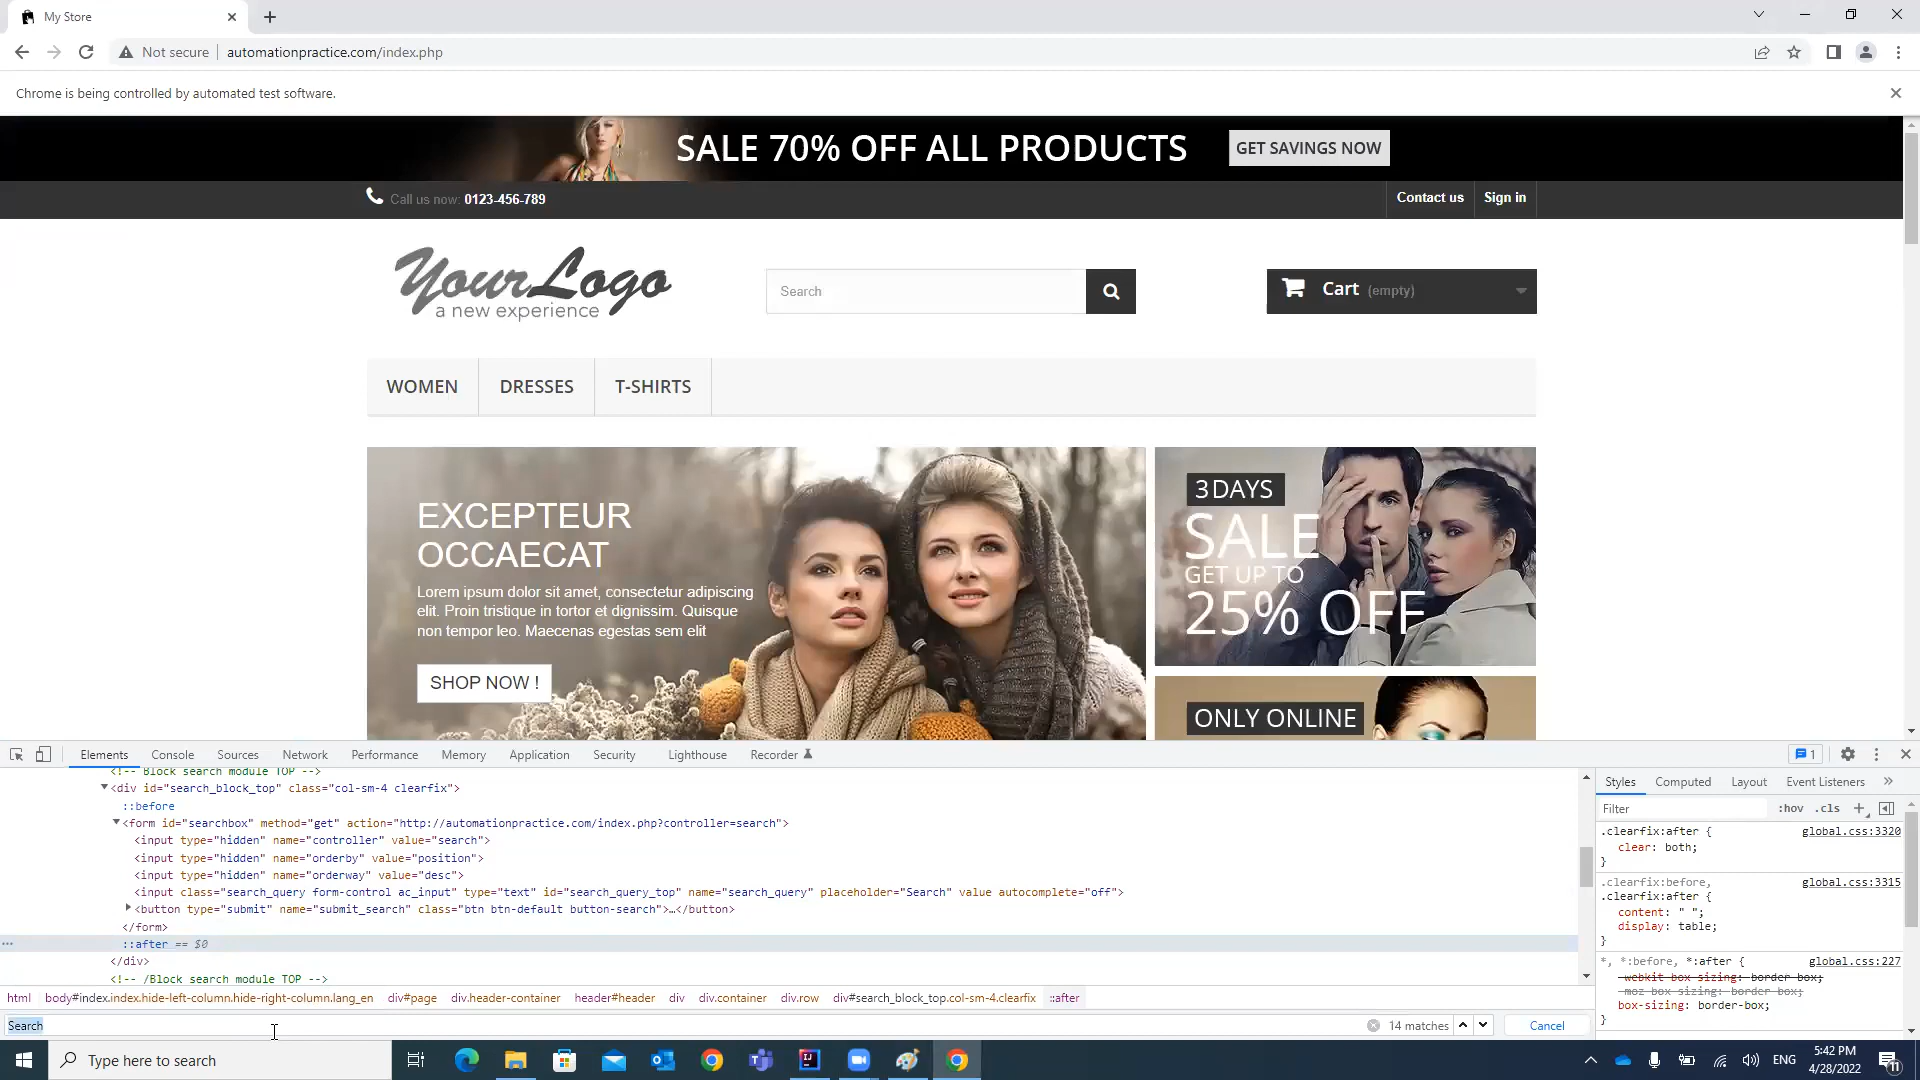 My Store
Not secure
automationpractice.com/index.php
Chrome is being controlled by automated test software.
SALE 70% OFF ALL PRODUCTS
GET SAVINGS NOW
Call us now: 0123-456-789
Contact us
Sign in
YourLogo
a new experience
Search
Cart (empty)
WOMEN
DRESSES
T-SHIRTS
EXCEPTEUR
OCCAECAT
Lorem ipsum dolor sit amet, consectetur adipiscing
elit. Proin tristique in tortor et dignissim. Quisque
non tempor leo. Maecenas egestas sem elit
SHOP NOW !
3 DAYS
SALE
GET UP TO
25% OFF
ONLY ONLINE
Elements
Console
Sources
Network
Performance
Memory
Application
Security
Lighthouse
Recorder
1
<!-- Block search module TOP -->
<div id="search_block_top" class="col-sm-4 clearfix">
::before
<form id="searchbox" method="get" action="http://automationpractice.com/index.php?controller=search">
<input type="hidden" name="controller" value="search">
<input type="hidden" name="orderby" value="position">
<input type="hidden" name="orderway" value="desc">
<input class="search_query form-control ac_input" type="text" id="search_query_top" name="search_query" placeholder="Search" value autocomplete="off">
<button type="submit" name="submit_search" class="btn btn-default button-search">…</button>
</form>
::after == $0
</div>
<!-- /Block search module TOP -->
html
body#index.index.hide-left-column.hide-right-column.lang_en
div#page
div.header-container
header#header
div
div.container
div.row
div#search_block_top.col-sm-4.clearfix
::after
Search
14 matches
Cancel
Styles
Computed
Layout
Event Listeners
Filter
:hov
.cls
.clearfix:after {
global.css:3320
clear: both;
}
.clearfix:before,
global.css:3315
.clearfix:after {
content: " ";
display: table;
}
*, *:before, *:after {
global.css:227
-webkit-box-sizing: border-box;
-moz-box-sizing: border-box;
box-sizing: border-box;
}
Type here to search
ENG
5:42 PM
4/28/2022
11